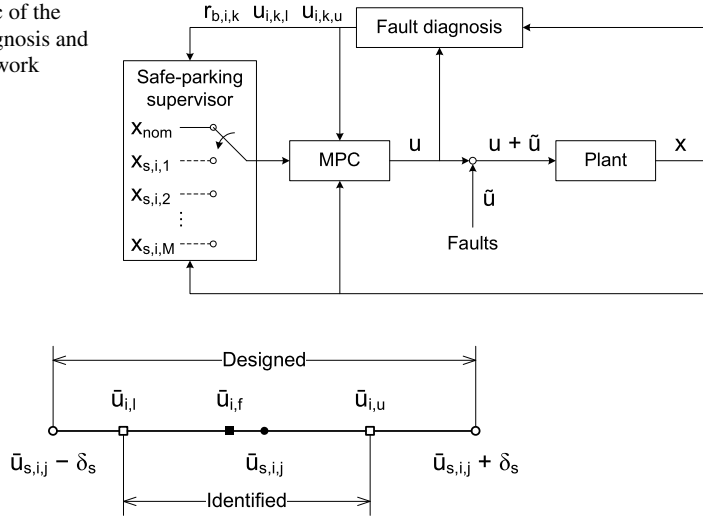 c of the
gnosis and
work
r_b,i,k u_i,k,l u_i,k,u
Fault diagnosis
Safe-parking
supervisor
x_nom
x_s,i,1
x_s,i,2
⋮
x_s,i,M
MPC
u
u + ũ
Plant
x
ũ
Faults
Designed
ū_i,l
ū_i,f
ū_i,u
ū_s,i,j − δ_s
ū_s,i,j
ū_s,i,j + δ_s
Identified